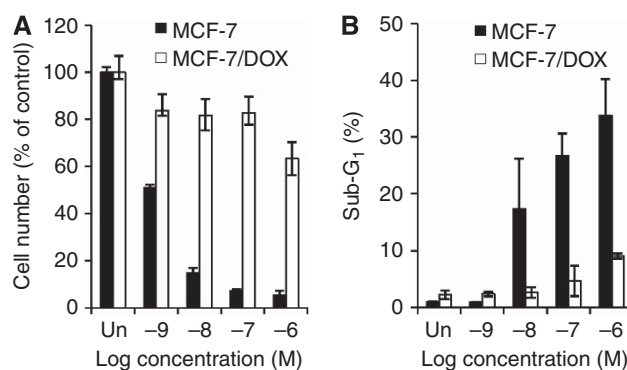 A
MCF-7
MCF-7/DOX
Cell number (% of control)
120
100
80
60
40
20
0
Un –9 –8 –7 –6
Log concentration (M)
B
MCF-7
MCF-7/DOX
Sub-G₁ (%)
50
40
30
20
10
0
Un –9 –8 –7 –6
Log concentration (M)